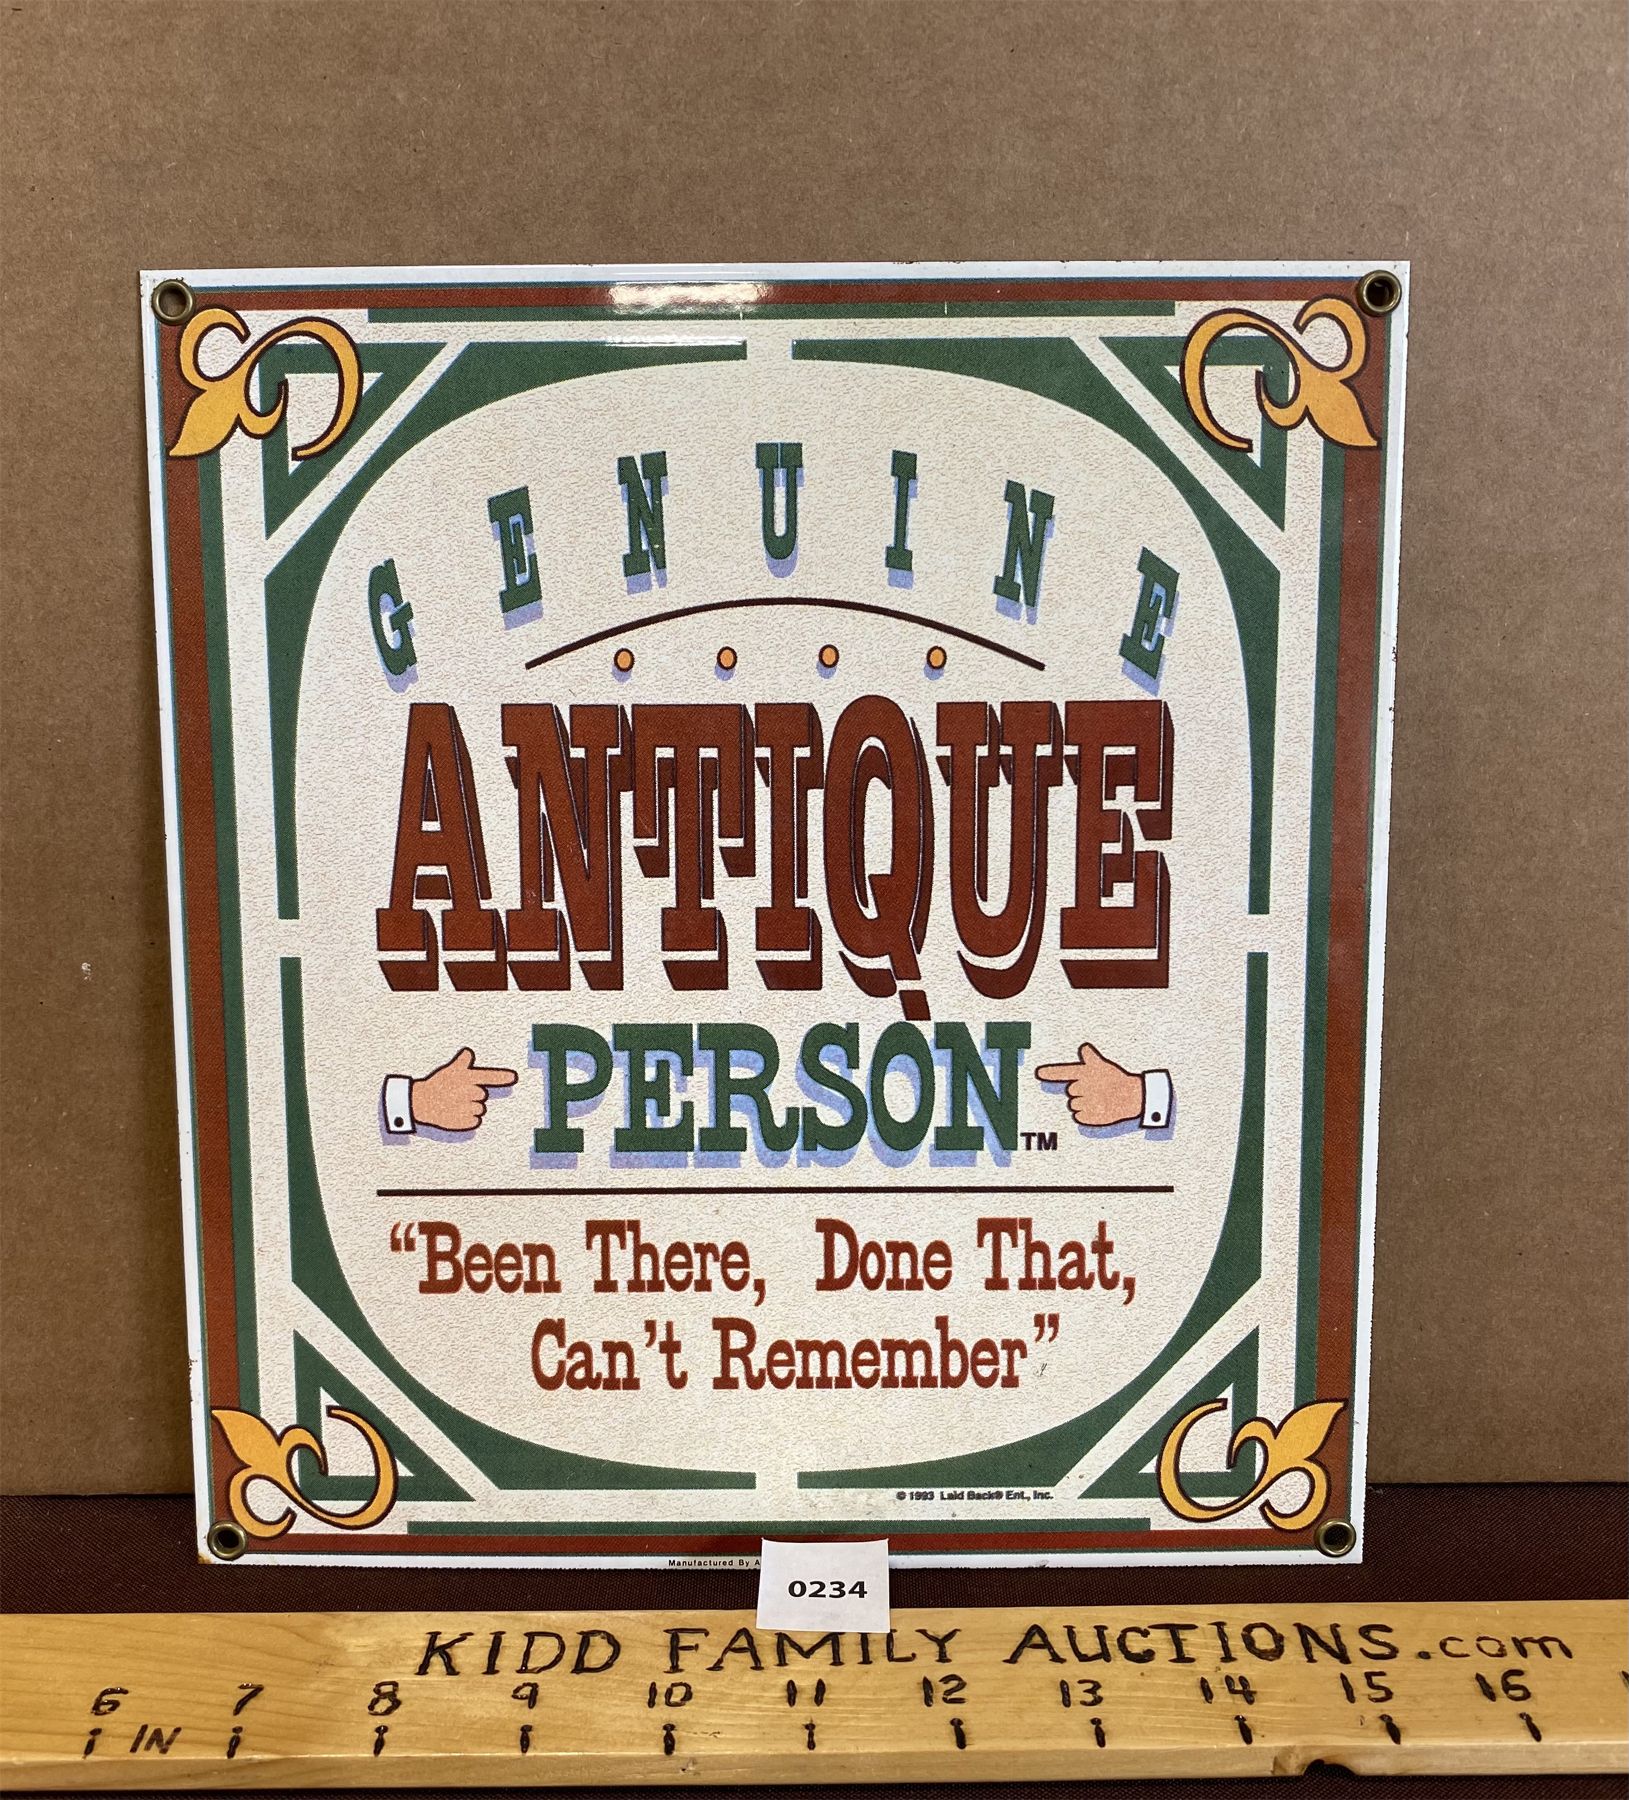 GENUINE
ANTIQUE
PERSON™
“Been There, Done That,
Can't Remember”
© 1993 Laid Back® Ent., Inc.
Manufactured By
0234
KIDD FAMILY AUCTIONS.com
6 7 8 9 10 11 12 13 14 15 16
IN